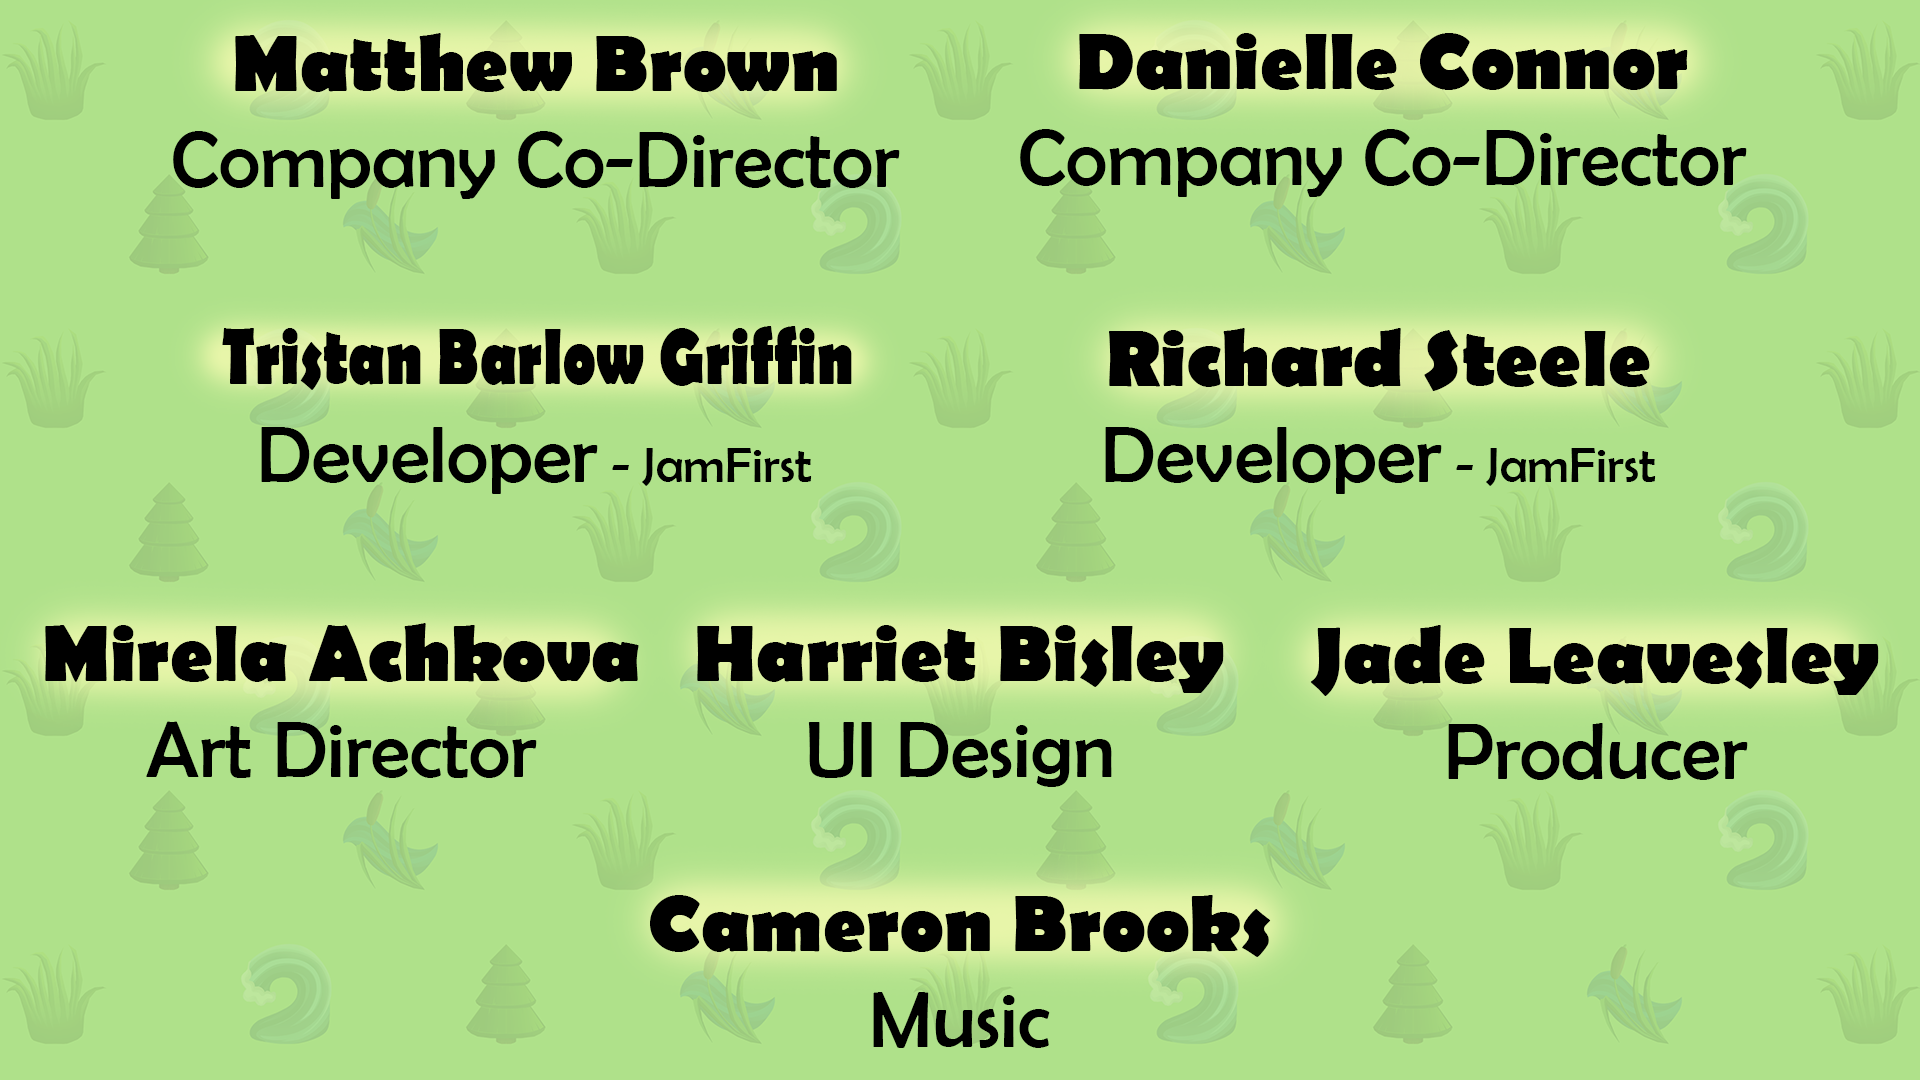 Matthew Brown
Company Co-Director
Danielle Connor
Company Co-Director
Tristan Barlow Griffin
Developer - JamFirst
Richard Steele
Developer - JamFirst
Mirela Achkova
Art Director
Harriet Bisley
UI Design
Jade Leavesley
Producer
Cameron Brooks
Music